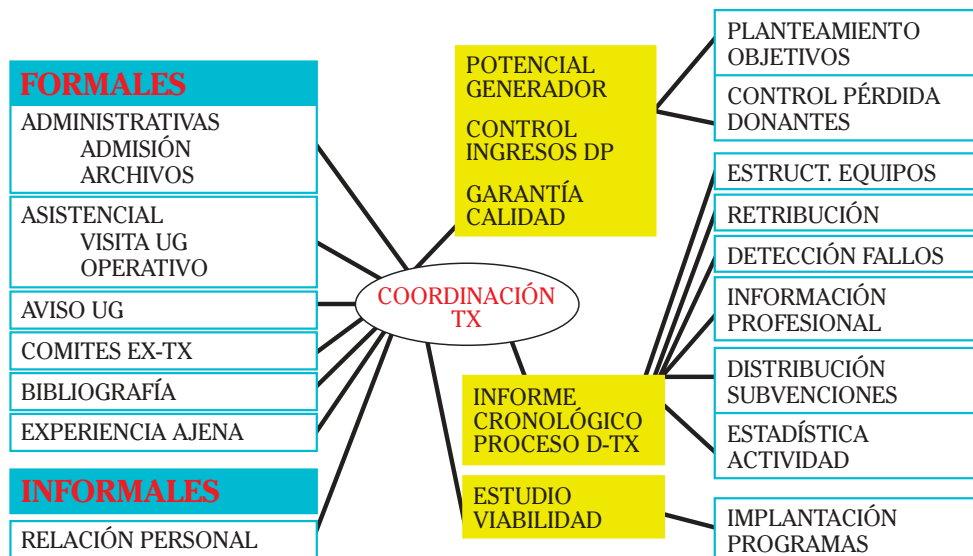 FORMALES
ADMINISTRATIVAS
ADMISIÓN
ARCHIVOS
ASISTENCIAL
VISITA UG
OPERATIVO
AVISO UG
COMITES EX-TX
BIBLIOGRAFÍA
EXPERIENCIA AJENA
INFORMALES
RELACIÓN PERSONAL
COORDINACIÓN
TX
POTENCIAL
GENERADOR
CONTROL
INGRESOS DP
GARANTÍA
CALIDAD
INFORME
CRONOLÓGICO
PROCESO D-TX
ESTUDIO
VIABILIDAD
PLANTEAMIENTO
OBJETIVOS
CONTROL PÉRDIDA
DONANTES
ESTRUCT. EQUIPOS
RETRIBUCIÓN
DETECCIÓN FALLOS
INFORMACIÓN
PROFESIONAL
DISTRIBUCIÓN
SUBVENCIONES
ESTADÍSTICA
ACTIVIDAD
IMPLANTACIÓN
PROGRAMAS